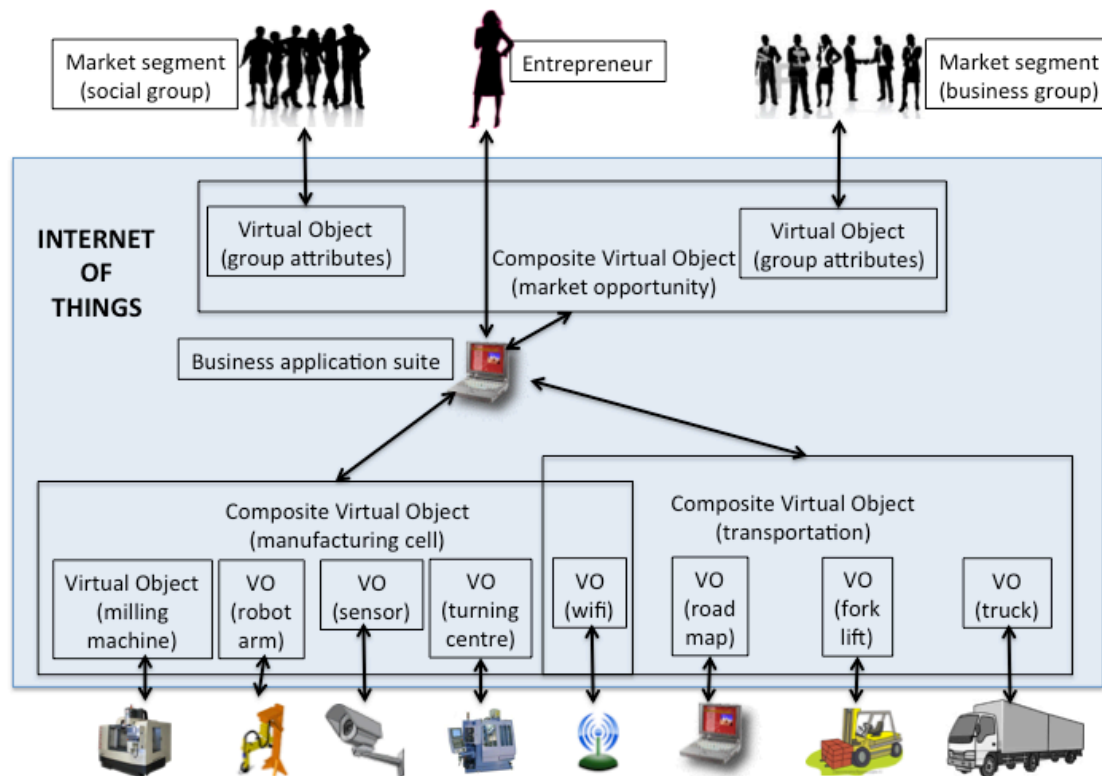 Market segment
(social group)
Entrepreneur
Market segment
(business group)
INTERNET
OF
THINGS
Virtual Object
(group attributes)
Composite Virtual Object
(market opportunity)
Virtual Object
(group attributes)
Business application suite
Composite Virtual Object
(manufacturing cell)
Composite Virtual Object
(transportation)
Virtual Object
(milling
machine)
VO
(robot
arm)
VO
(sensor)
VO
(turning
centre)
VO
(wifi)
VO
(road
map)
VO
(fork
lift)
VO
(truck)